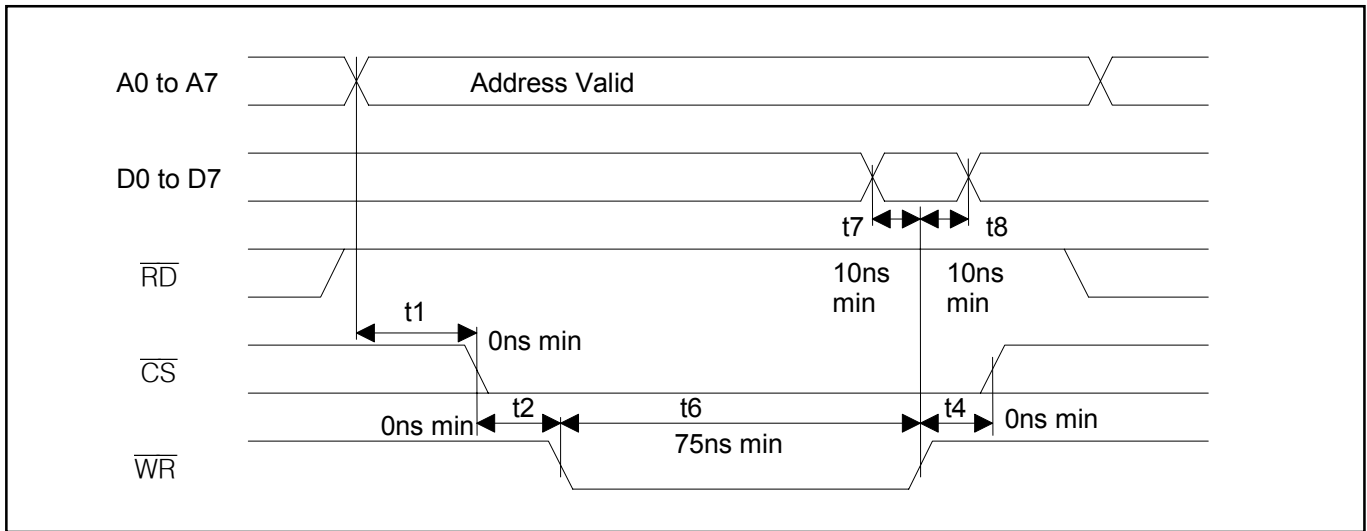 A0 to A7
Address Valid
D0 to D7
t7
t8
RD
10ns
min
10ns
min
t1
0ns min
CS
t2
t6
t4
0ns min
0ns min
75ns min
WR